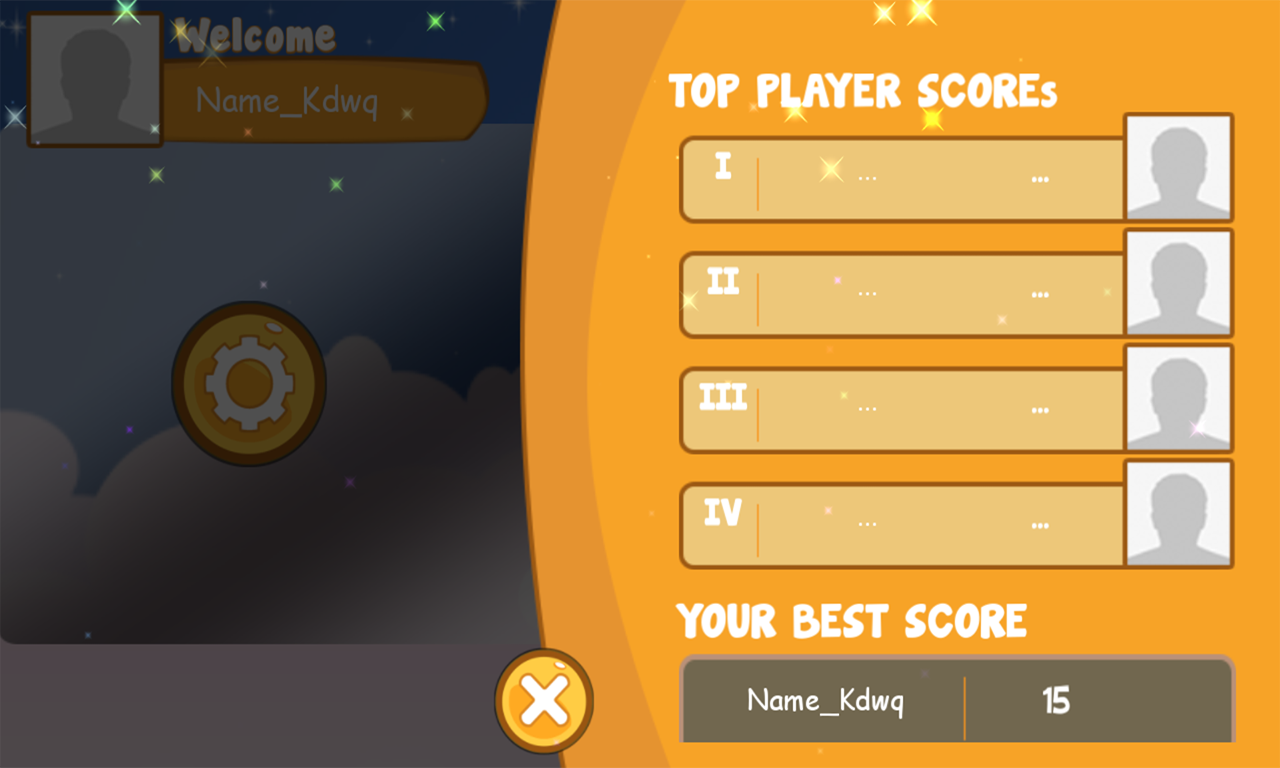 Welcome
Name_Kdwq
TOP PLAYER SCOREs
I ... ...
II ... ...
III ... ...
IV ... ...
YOUR BEST SCORE
Name_Kdwq 15